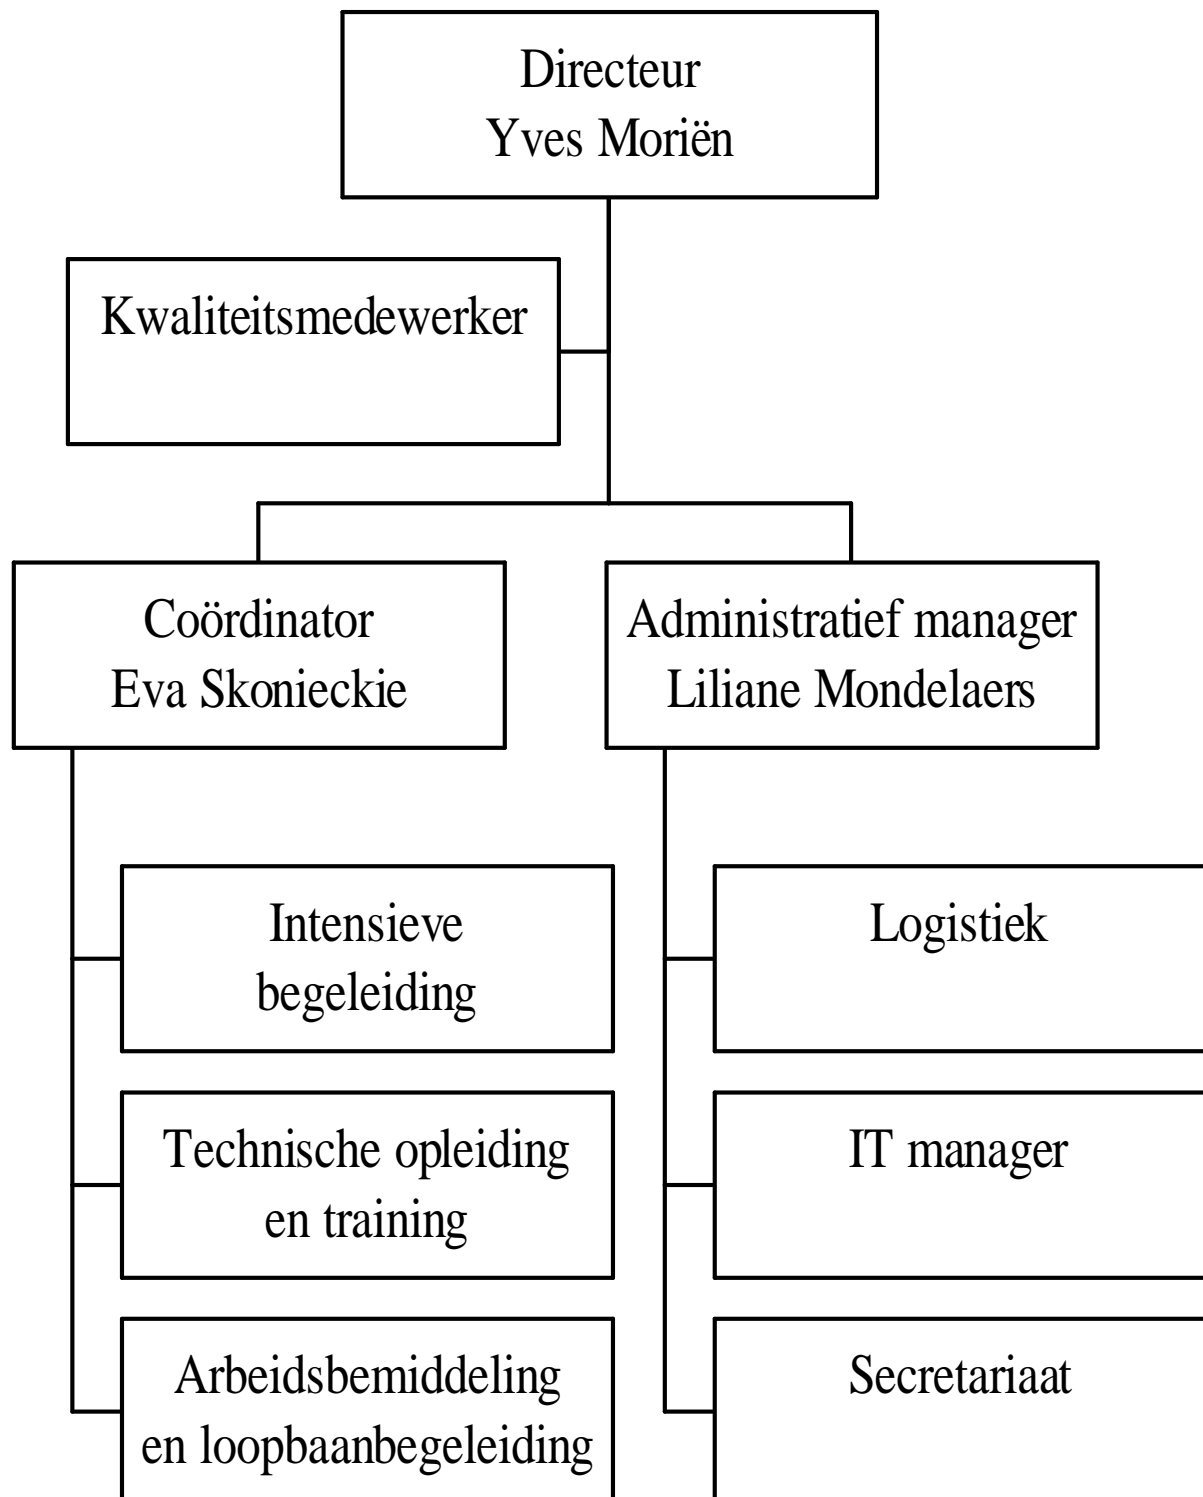 Directeur
Yves Moriën
Kwaliteitsmedewerker
Coördinator
Eva Skonieckie
Administratief manager
Liliane Mondelaers
Intensieve
begeleiding
Technische opleiding
en training
Arbeidsbemiddeling
en loopbaanbegeleiding
Logistiek
IT manager
Secretariaat